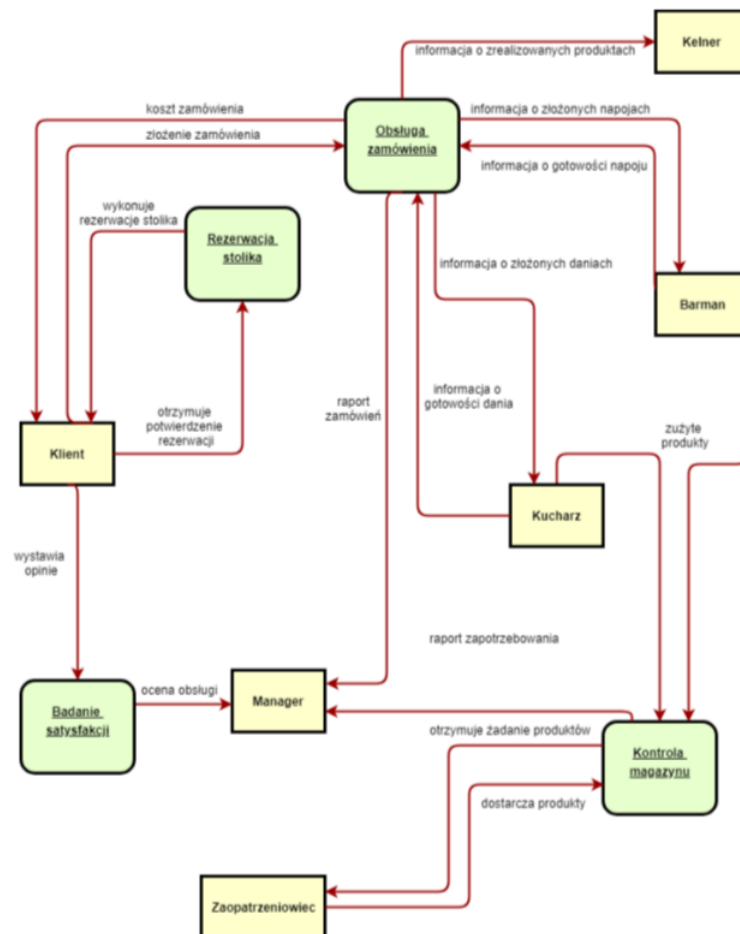 Kelner
informacja o zrealizowanych produktach
koszt zamówienia
złożenie zamówienia
Obsługa
zamówienia
informacja o złożonych napojach
informacja o gotowości napoju
wykonuje
rezerwacje stolika
Rezerwacja
stolika
informacja o złożonych daniach
Barman
raport
zamówień
informacja o
gotowości dania
otrzymuje
potwierdzenie
rezerwacji
zużyte
produkty
Klient
Kucharz
wystawia
opinie
raport zapotrzebowania
Badanie
satysfakcji
ocena obsługi
Manager
otrzymuje żadanie produktów
Kontrola
magazynu
dostarcza produkty
Zaopatrzeniowiec